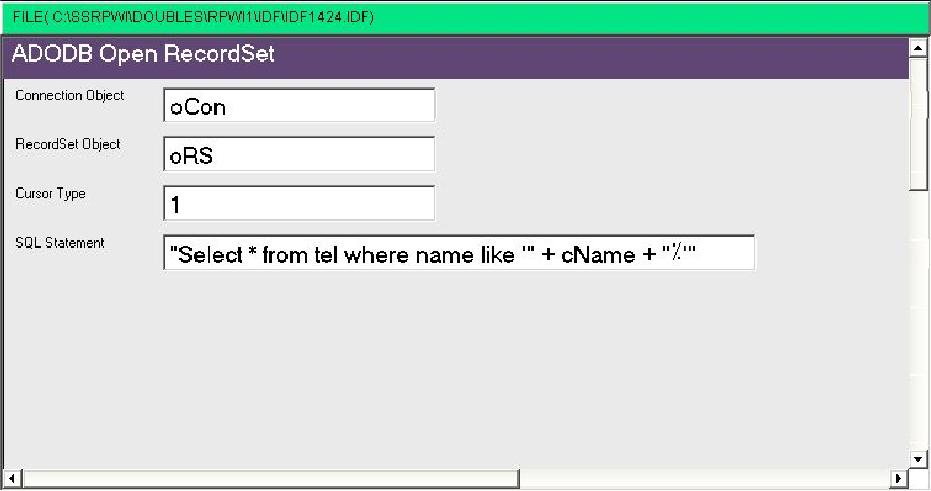 FILE( C:\SSRPWI\DOUBLES\RPWI1\IDF\IDF1424.IDF)
ADODB Open RecordSet
Connection Object
oCon
RecordSet Object
oRS
Cursor Type
1
SQL Statement
"Select * from tel where name like '" + cName + "%'"